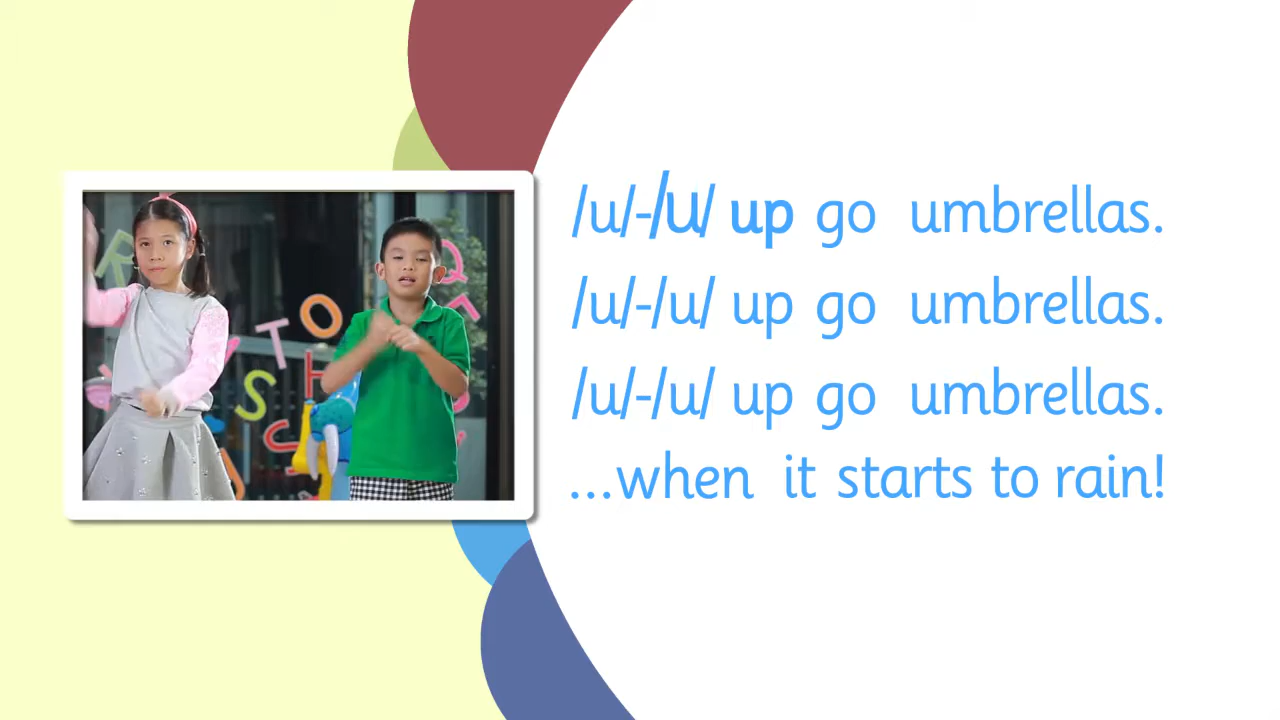 /u/-/u/ up go umbrellas.
/u/-/u/ up go umbrellas.
/u/-/u/ up go umbrellas.
...when it starts to rain!